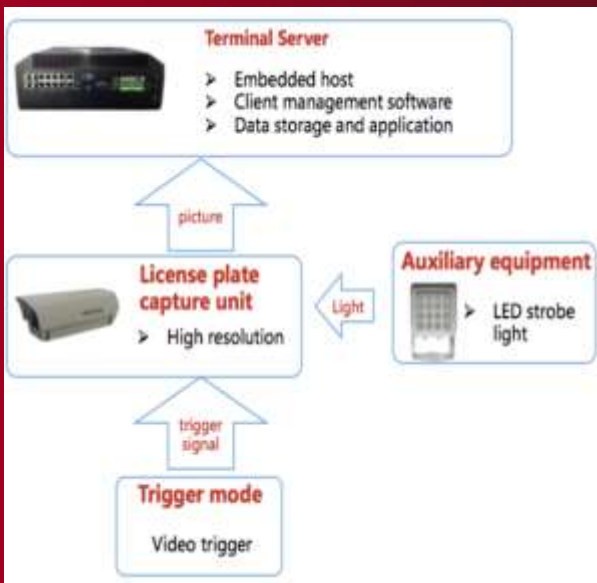 Terminal Server
➢ Embedded host
➢ Client management software
➢ Data storage and application
picture
License plate
capture unit
➢ High resolution
Light
Auxiliary equipment
➢ LED strobe
light
trigger
signal
Trigger mode
Video trigger